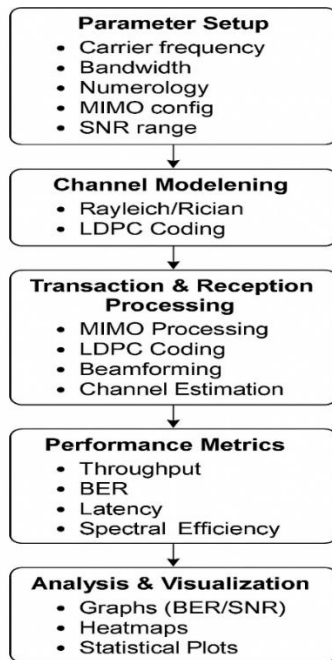 Parameter Setup
• Carrier frequency
• Bandwidth
• Numerology
• MIMO config
• SNR range
Channel Modelening
• Rayleich/Rician
• LDPC Coding
Transaction & Reception
Processing
• MIMO Processing
• LDPC Coding
• Beamforming
• Channel Estimation
Performance Metrics
• Throughput
• BER
• Latency
• Spectral Efficiency
Analysis & Visualization
• Graphs (BER/SNR)
• Heatmaps
• Statistical Plots